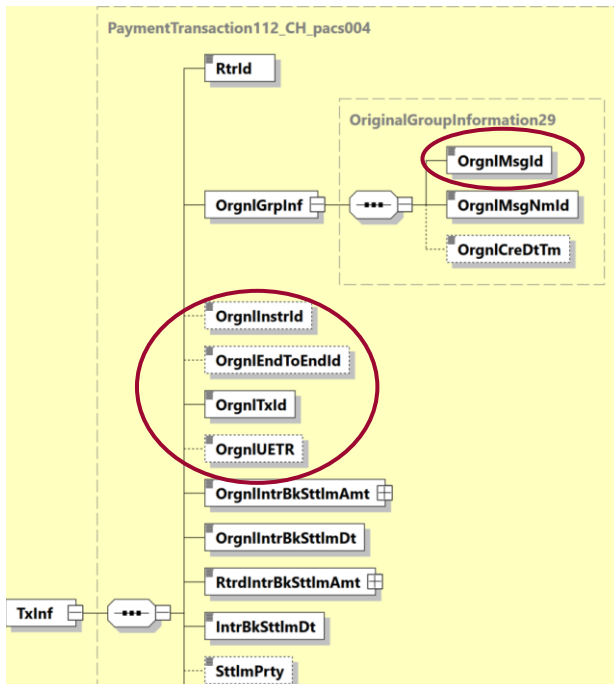 PaymentTransaction112_CH_pacs004
RtrId
OriginalGroupInformation29
OrgnlMsgId
OrgnlGrpInf
OrgnlMsgNmId
OrgnlCreDtTm
OrgnlInstrId
OrgnlEndToEndId
OrgnlTxId
OrgnlUETR
OrgnlIntrBkSttlmAmt
OrgnlIntrBkSttlmDt
RtrdIntrBkSttlmAmt
TxInf
IntrBkSttlmDt
SttlmPrty